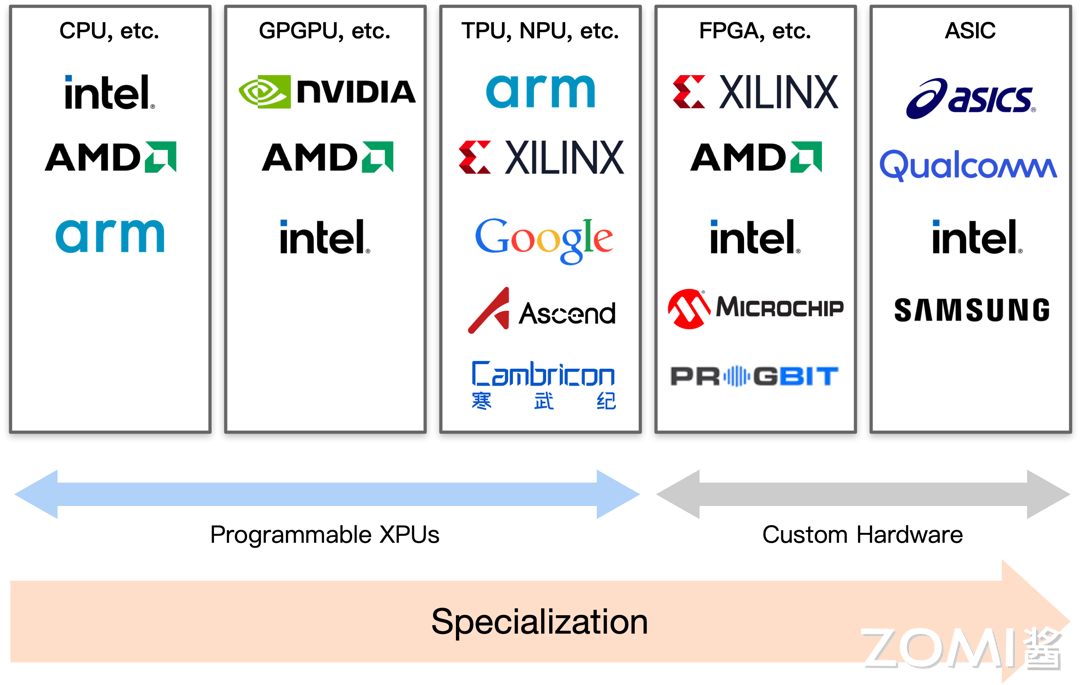 CPU, etc.
intel.
AMD
arm
GPGPU, etc.
NVIDIA
AMD
intel.
TPU, NPU, etc.
arm
XILINX
Google
Ascend
Cambricon
寒武纪
FPGA, etc.
XILINX
AMD
intel.
MICROCHIP
PROGBIT
ASIC
asics
Qualcomm
intel.
SAMSUNG
Programmable XPUs
Custom Hardware
Specialization
ZOMI酱